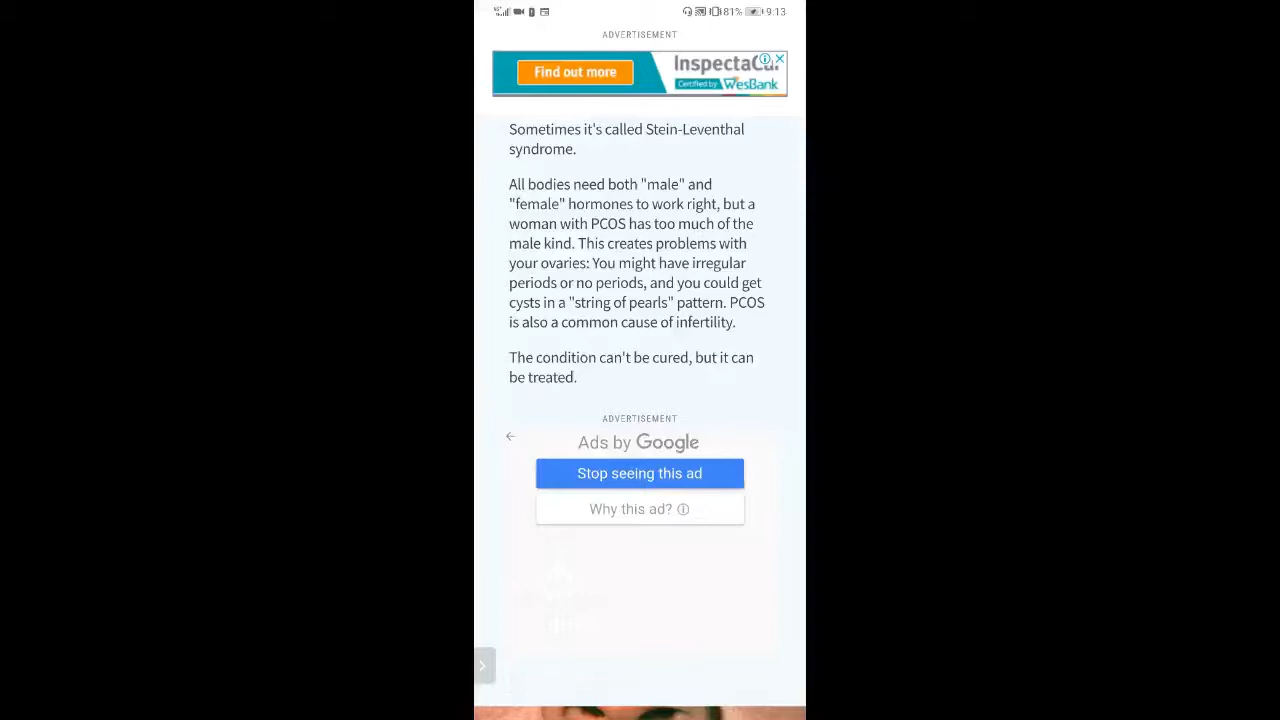 81% 9:13
ADVERTISEMENT
Find out more
InspectaCar
Certified by WesBank
Sometimes it's called Stein-Leventhal
syndrome.
All bodies need both "male" and
"female" hormones to work right, but a
woman with PCOS has too much of the
male kind. This creates problems with
your ovaries: You might have irregular
periods or no periods, and you could get
cysts in a "string of pearls" pattern. PCOS
is also a common cause of infertility.
The condition can't be cured, but it can
be treated.
ADVERTISEMENT
Ads by Google
Stop seeing this ad
Why this ad?